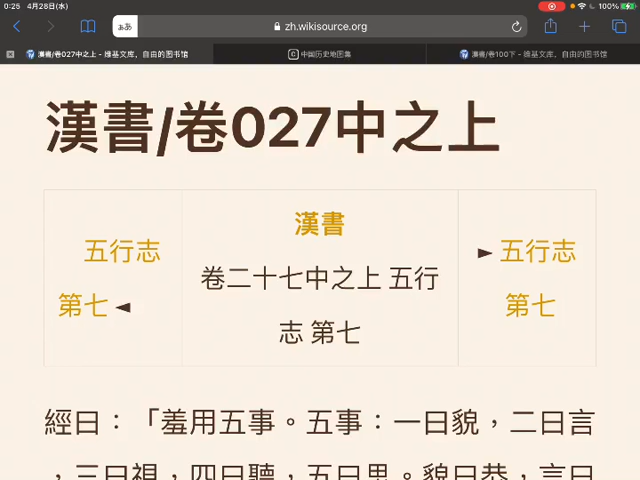 0:25 4月28日(水) 100%
ぁあ zh.wikisource.org
漢書/卷027中之上 - 维基文库，自由的图书馆 中国历史地图集 漢書/卷100下 - 维基文库，自由的图书馆
漢書/卷027中之上
五行志
第七 ◄
漢書
卷二十七中之上 五行
志 第七
► 五行志
第七
經曰：「羞用五事。五事：一曰貌，二曰言
，三曰視，四曰聽，五曰思。貌曰恭，言曰